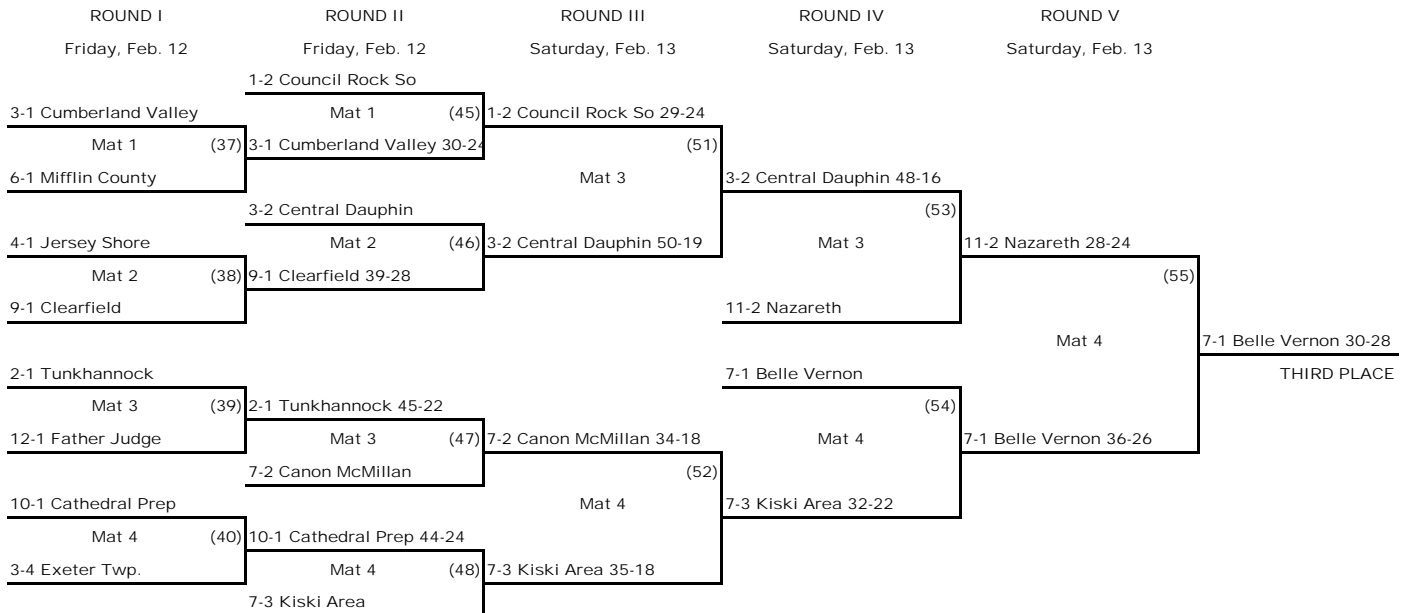 ROUND I ROUND II ROUND III ROUND IV ROUND V
Friday, Feb. 12 Friday, Feb. 12 Saturday, Feb. 13 Saturday, Feb. 13 Saturday, Feb. 13
1-2 Council Rock So
3-1 Cumberland Valley Mat 1 (45) 1-2 Council Rock So 29-24
Mat 1 (37) 3-1 Cumberland Valley 30-24 (51)
6-1 Mifflin County Mat 3 3-2 Central Dauphin 48-16
3-2 Central Dauphin (53)
4-1 Jersey Shore Mat 2 (46) 3-2 Central Dauphin 50-19 Mat 3 11-2 Nazareth 28-24
Mat 2 (38) 9-1 Clearfield 39-28 (55)
9-1 Clearfield 11-2 Nazareth
Mat 4 7-1 Belle Vernon 30-28
2-1 Tunkhannock 7-1 Belle Vernon THIRD PLACE
Mat 3 (39) 2-1 Tunkhannock 45-22 (54)
12-1 Father Judge Mat 3 (47) 7-2 Canon McMillan 34-18 Mat 4 7-1 Belle Vernon 36-26
7-2 Canon McMillan (52)
10-1 Cathedral Prep Mat 4 7-3 Kiski Area 32-22
Mat 4 (40) 10-1 Cathedral Prep 44-24
3-4 Exeter Twp. Mat 4 (48) 7-3 Kiski Area 35-18
7-3 Kiski Area